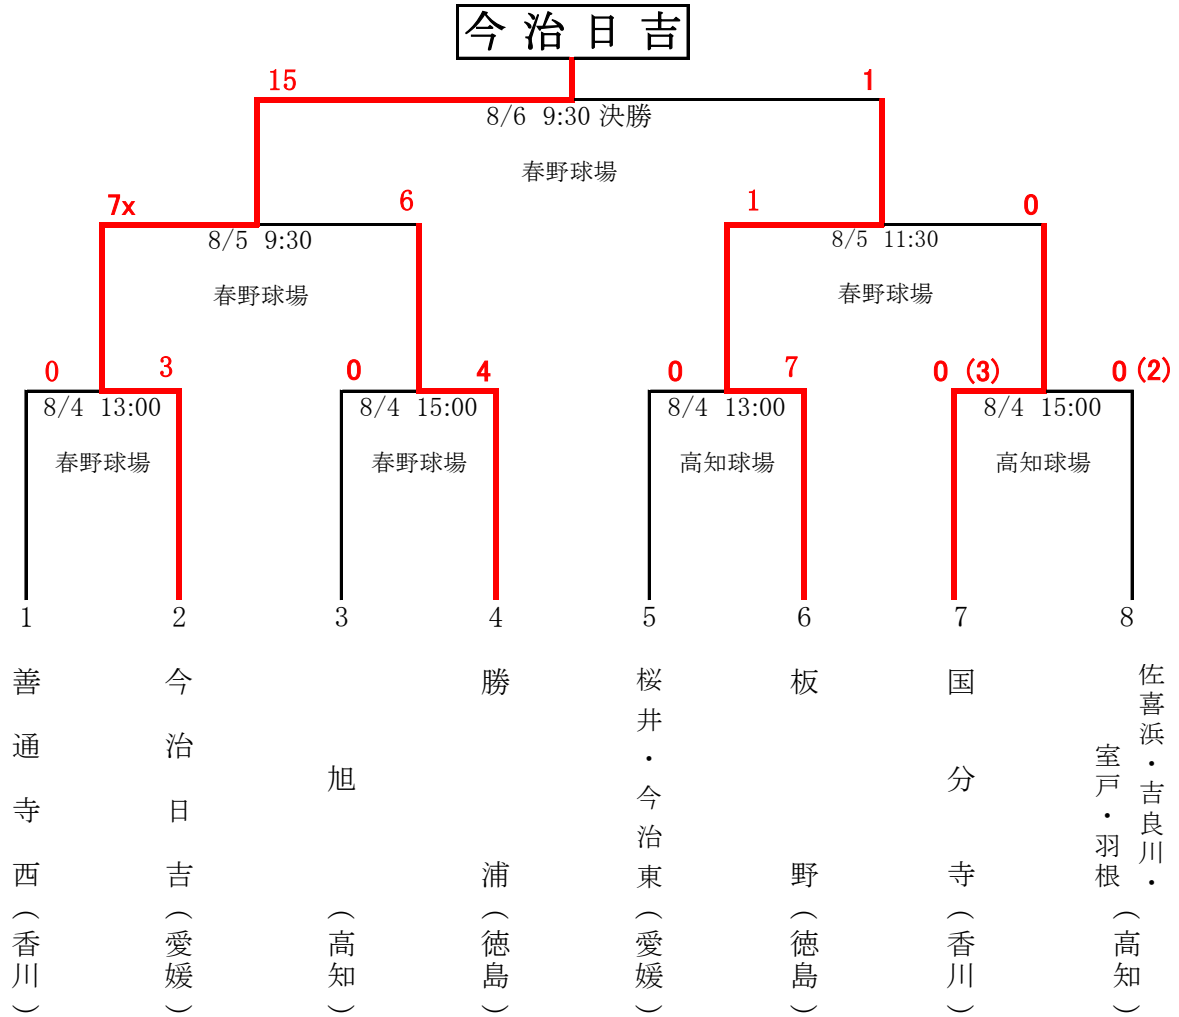 今治日吉
15
1
8/6 9:30 決勝
春野球場
7x
6
1
0
8/5 9:30
8/5 11:30
春野球場
春野球場
0
3
0
4
0
7
0 (3)
0 (2)
8/4 13:00
8/4 15:00
8/4 13:00
8/4 15:00
春野球場
春野球場
高知球場
高知球場
1
2
3
4
5
6
7
8
善通寺西(香川)
今治日吉(愛媛)
旭(高知)
勝浦(徳島)
桜井・今治東(愛媛)
板野(徳島)
国分寺(香川)
佐喜浜・吉良川・
室戸・羽根
(高知)